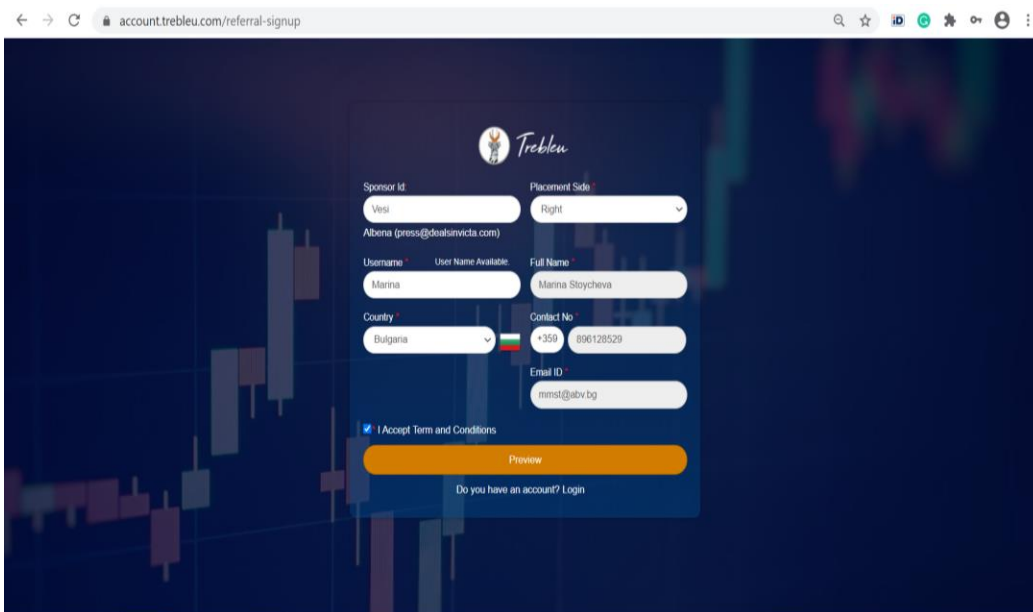 account.trebleu.com/referral-signup
iD
G
Trebleu
Sponsor Id: Placement Side *
Vesi Right
Albena (press@dealsinvicta.com)
Username * User Name Available. Full Name *
Marina Marina Stoycheva
Country * Contact No *
Bulgaria +359 896128529
Email ID *
mmst@abv.bg
* I Accept Term and Conditions
Preview
Do you have an account? Login